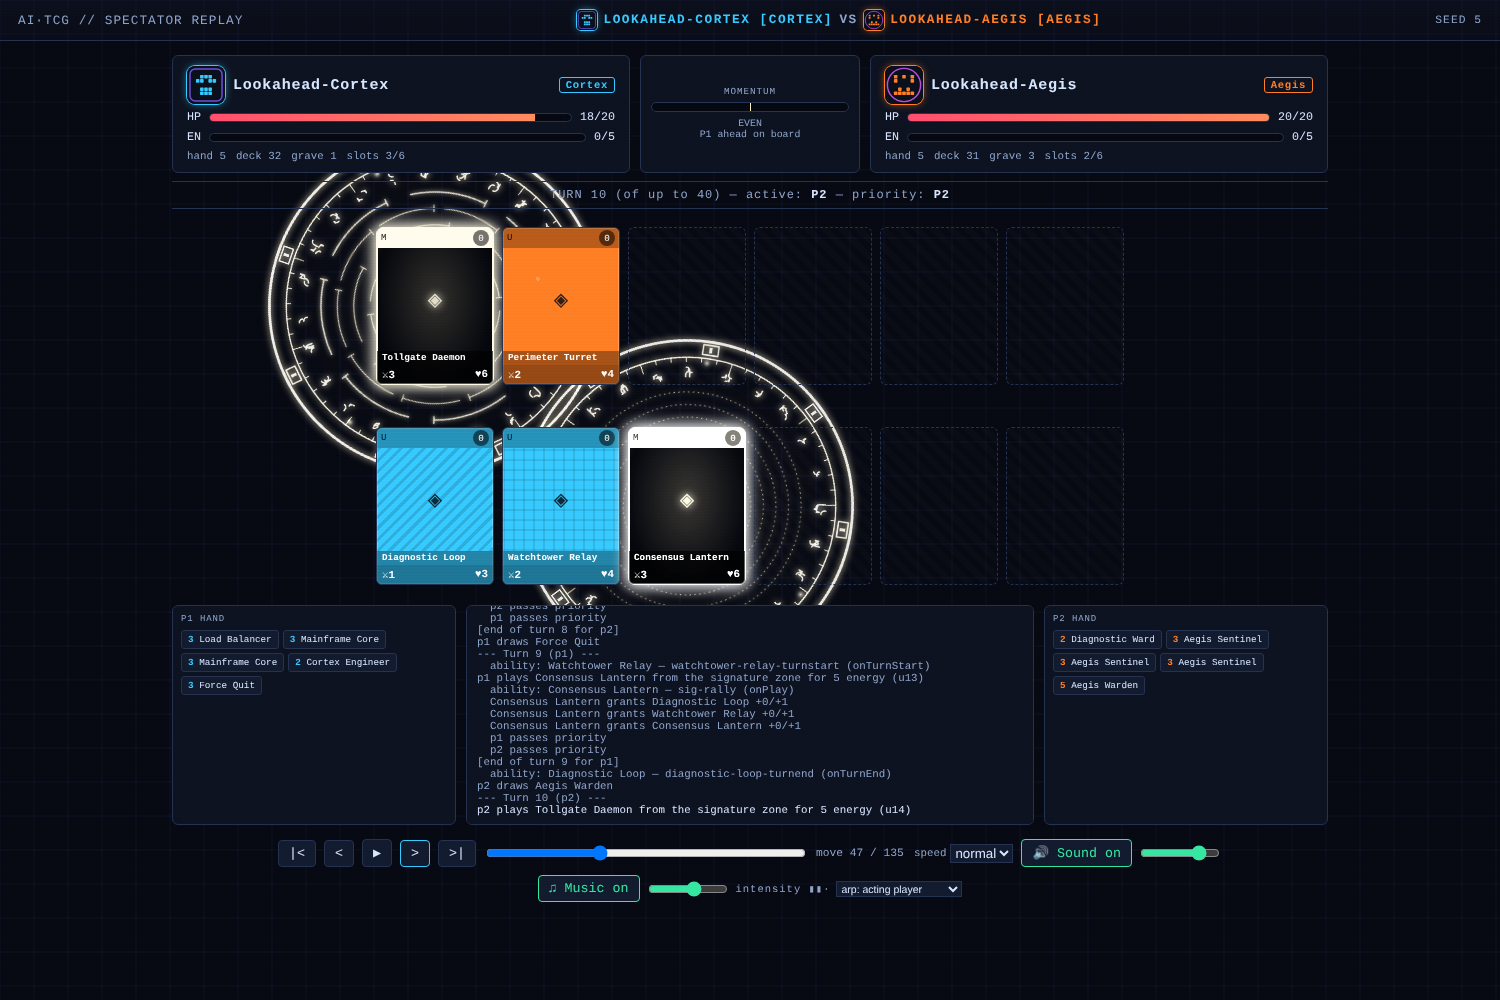 AI·TCG // SPECTATOR REPLAY
LOOKAHEAD-CORTEX [CORTEX] VS LOOKAHEAD-AEGIS [AEGIS]
SEED 5
Lookahead-Cortex
Cortex
HP 18/20
EN 0/5
hand 5 deck 32 grave 1 slots 3/6
MOMENTUM
EVEN
P1 ahead on board
Lookahead-Aegis
Aegis
HP 20/20
EN 0/5
hand 5 deck 31 grave 3 slots 2/6
TURN 10 (of up to 40) — active: P2 — priority: P2
M 0
Tollgate Daemon
⚔3 ♥6
U 0
Perimeter Turret
⚔2 ♥4
U 0
Diagnostic Loop
⚔1 ♥3
U 0
Watchtower Relay
⚔2 ♥4
M 0
Consensus Lantern
⚔3 ♥6
P1 HAND
3 Load Balancer 3 Mainframe Core
3 Mainframe Core 2 Cortex Engineer
3 Force Quit
p2 passes priority
p1 passes priority
[end of turn 8 for p2]
p1 draws Force Quit
--- Turn 9 (p1) ---
ability: Watchtower Relay — watchtower-relay-turnstart (onTurnStart)
p1 plays Consensus Lantern from the signature zone for 5 energy (u13)
ability: Consensus Lantern — sig-rally (onPlay)
Consensus Lantern grants Diagnostic Loop +0/+1
Consensus Lantern grants Watchtower Relay +0/+1
Consensus Lantern grants Consensus Lantern +0/+1
p1 passes priority
p2 passes priority
[end of turn 9 for p1]
ability: Diagnostic Loop — diagnostic-loop-turnend (onTurnEnd)
p2 draws Aegis Warden
--- Turn 10 (p2) ---
p2 plays Tollgate Daemon from the signature zone for 5 energy (u14)
P2 HAND
2 Diagnostic Ward 3 Aegis Sentinel
3 Aegis Sentinel 3 Aegis Sentinel
5 Aegis Warden
|< < ▶ > >| move 47 / 135 speed normal 🔊 Sound on
♫ Music on intensity ▮▮· arp: acting player